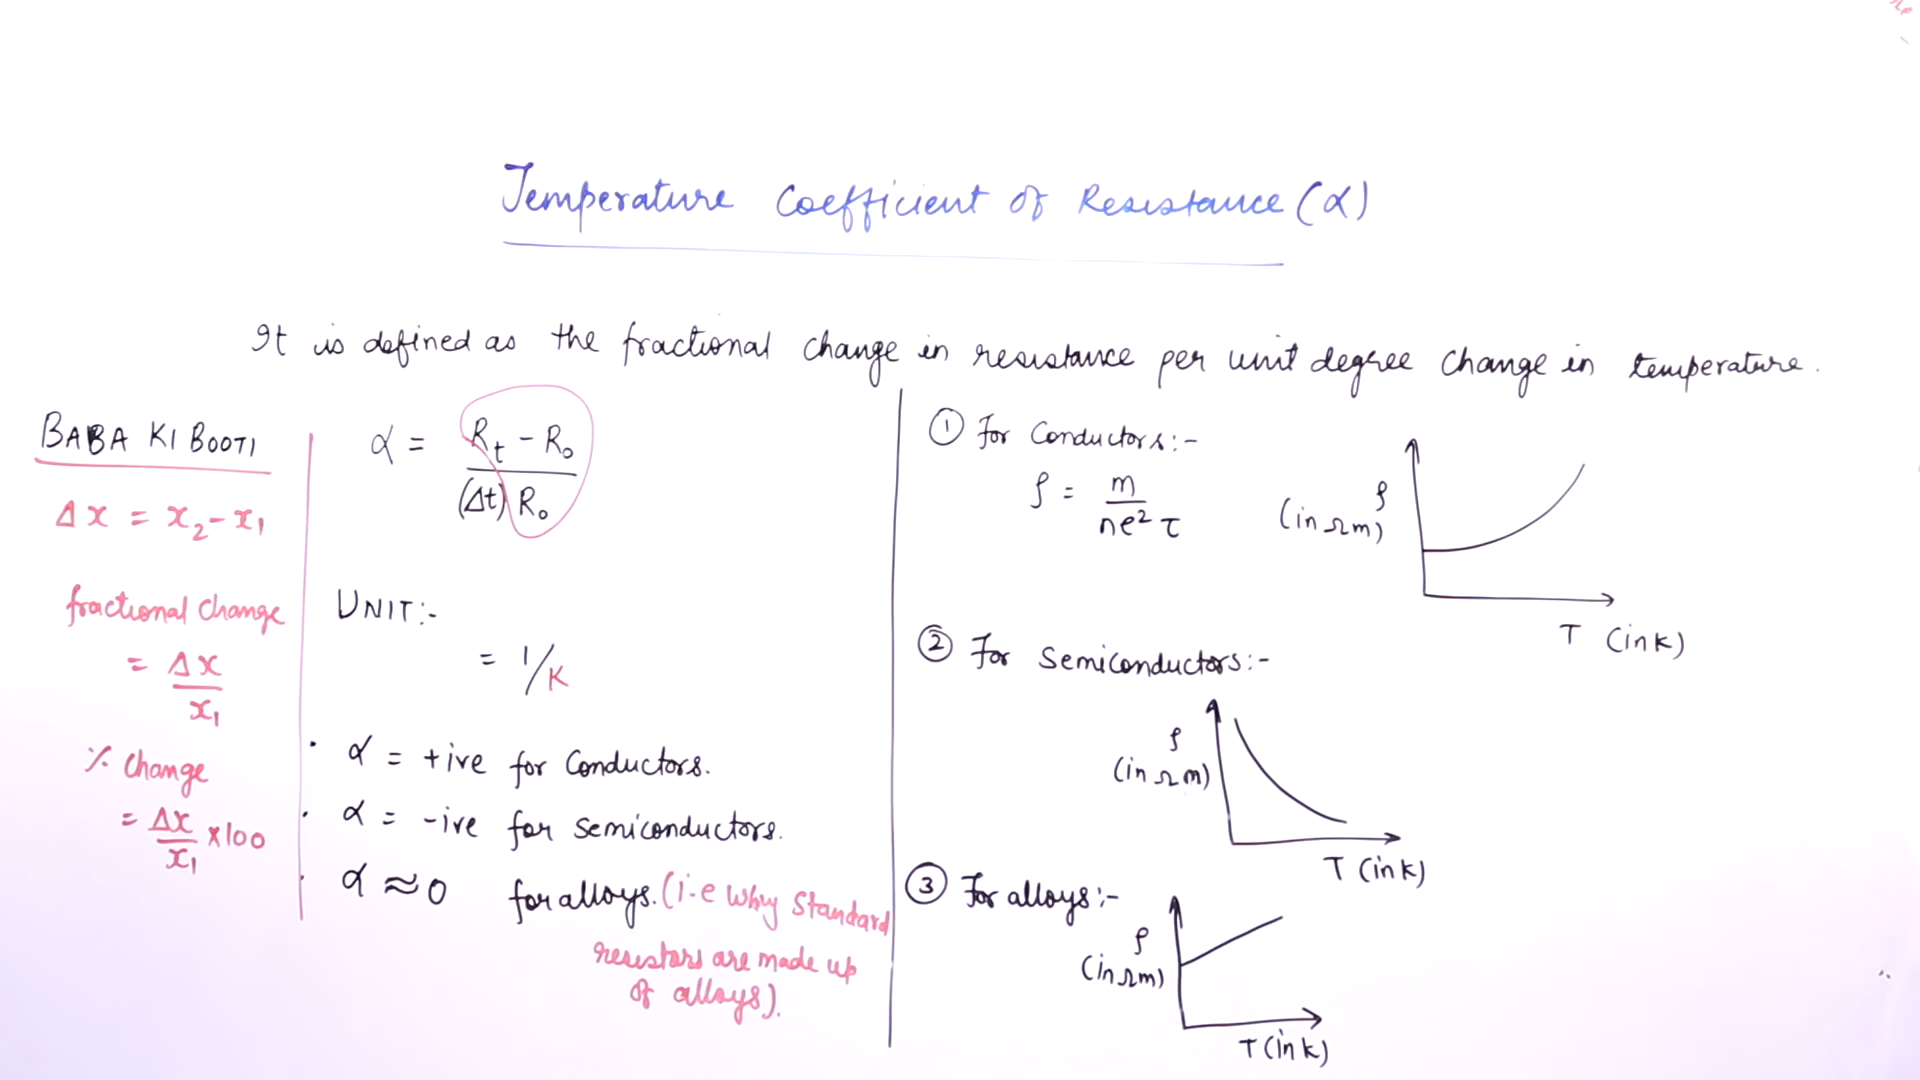 Temperature Coefficient of Resistance (α)
It is defined as the fractional change in resistance per unit degree change in temperature.
BABA KI BOOTI
Δx = x₂ - x₁
fractional change
= Δx
x₁
% change
= Δx × 100
x₁
α = Rt - R₀
(Δt) R₀
UNIT:-
= 1/K
· α = +ive for conductors.
· α = -ive for semiconductors.
· α ≈ 0 for alloys. (i.e why standard
resistors are made up
of alloys).
① For Conductors:-
ρ = m
ne² τ
ρ
(in Ωm)
T (in K)
② For Semiconductors:-
ρ
(in Ωm)
T (in K)
③ For alloys:-
ρ
(in Ωm)
T (in K)